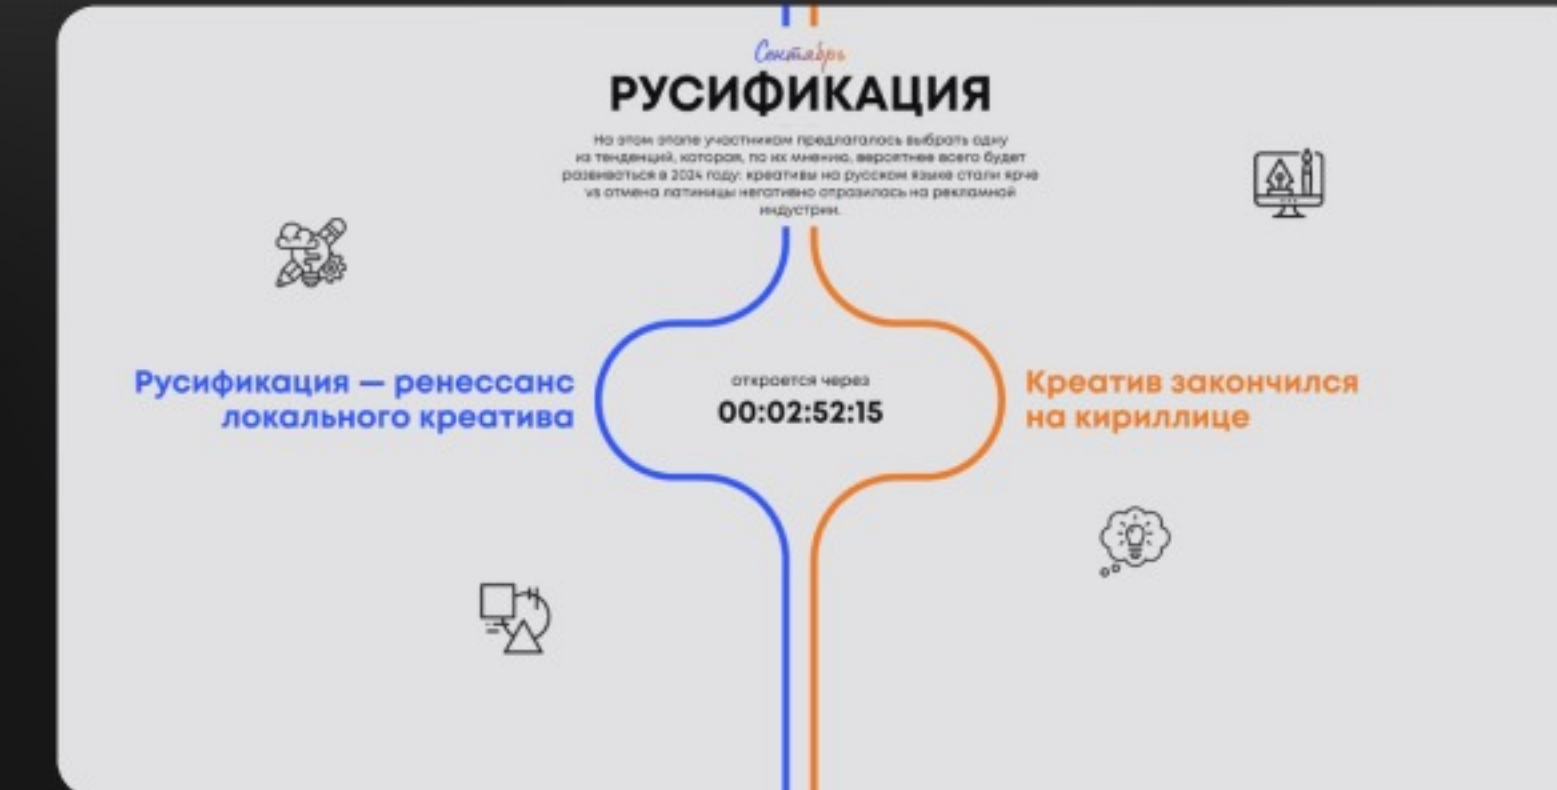 Сентябрь
РУСИФИКАЦИЯ
На этом этапе участникам предлагалось выбрать одну
из тенденций, которая, по их мнению, вероятнее всего будет
развиваться в 2024 году: креативы на русском языке стали ярче
vs отмена латиницы негативно отразилась на рекламной
индустрии.
Русификация — ренессанс
локального креатива
откроется через
00:02:52:15
Креатив закончился
на кириллице